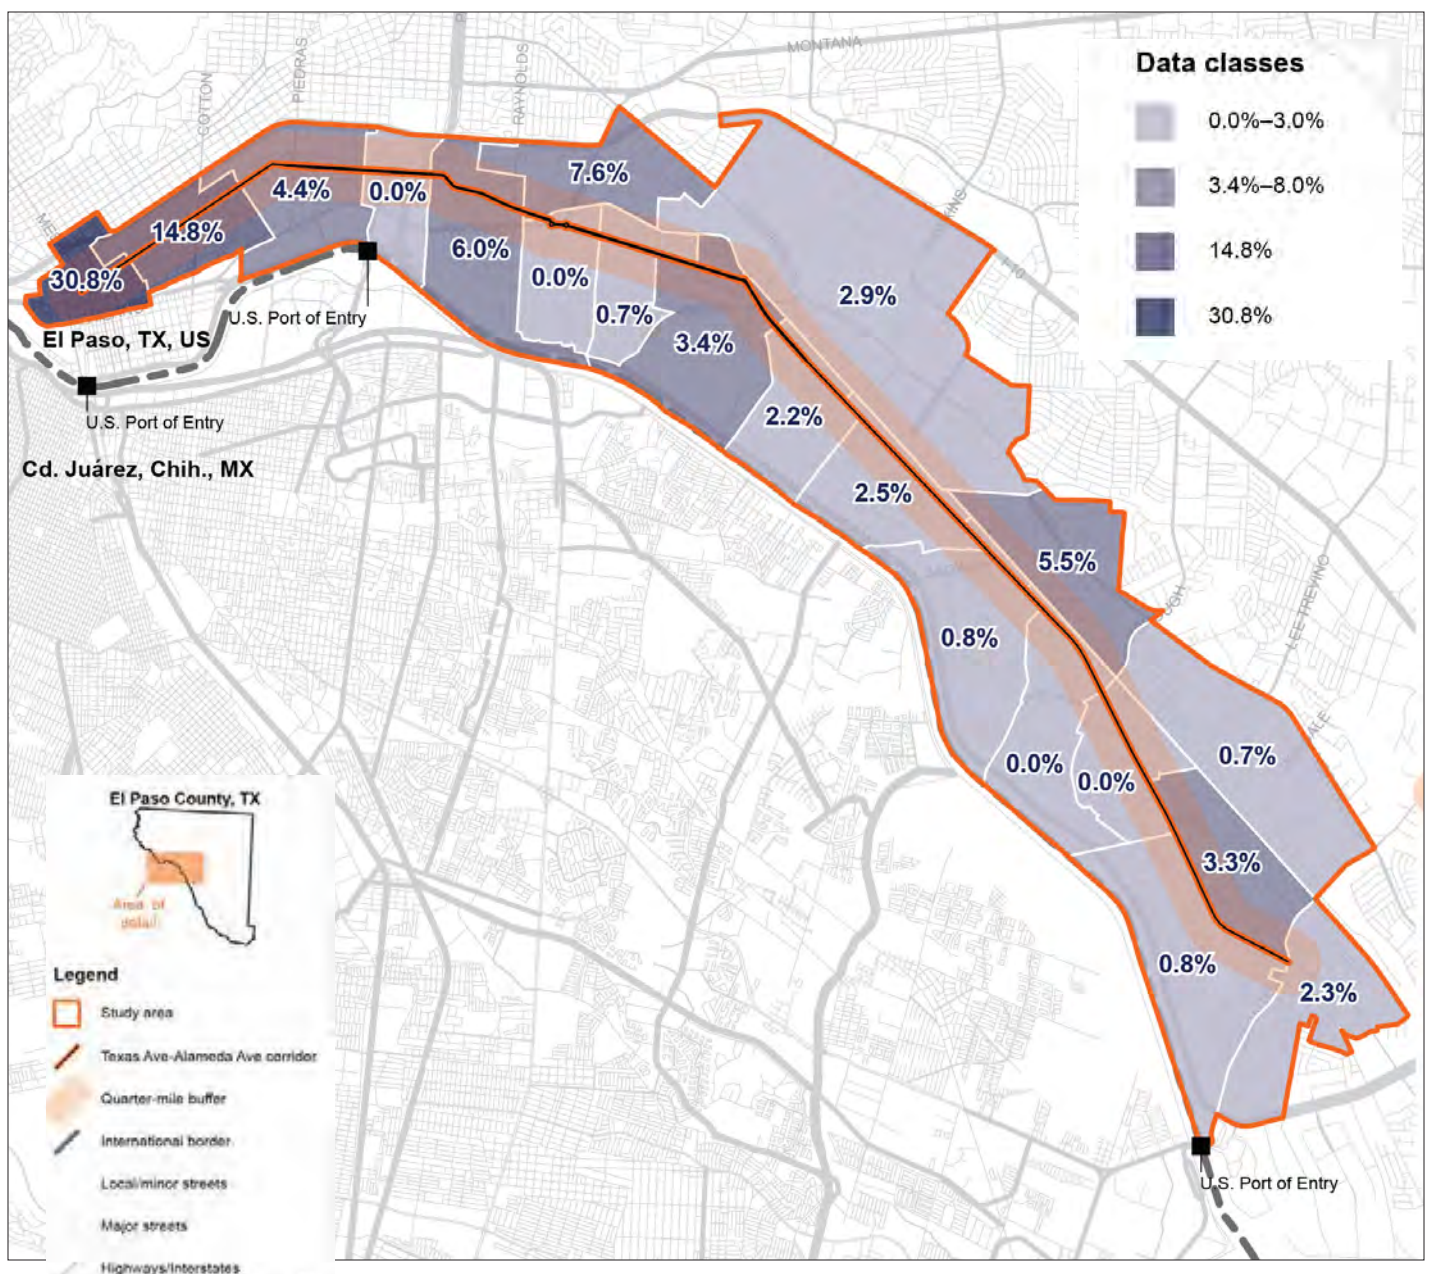 MONTANA
PIEDRAS
RAYNOLDS
COTTON
Data classes
0.0%–3.0%
3.4%–8.0%
14.8%
30.8%
7.6%
4.4%
0.0%
14.8%
6.0%
30.8%
0.0%
2.9%
0.7%
U.S. Port of Entry
El Paso, TX, US
3.4%
U.S. Port of Entry
2.2%
Cd. Juárez, Chih., MX
2.5%
5.5%
LEE TREVINO
0.8%
0.7%
0.0%
0.0%
El Paso County, TX
3.3%
Area of
detail
0.8%
Legend
2.3%
Study area
Texas Ave-Alameda Ave corridor
Quarter-mile buffer
International border
Local/minor streets
U.S. Port of Entry
Major streets
Highways/Interstates